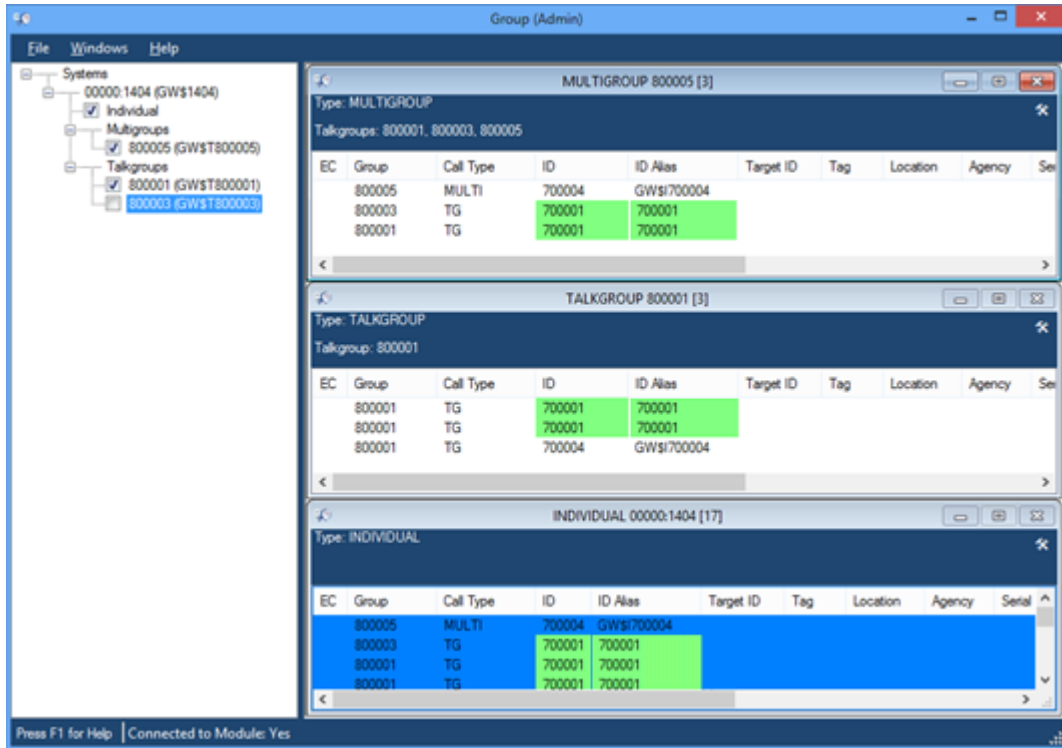 Group (Admin)
File Windows Help
Systems
00000:1404 (GW$1404)
Individual
Multigroups
800005 (GW$T800005)
Talkgroups
800001 (GW$T800001)
800003 (GW$T800003)
MULTIGROUP 800005 [3]
Type: MULTIGROUP
Talkgroups: 800001, 800003, 800005
EC Group Call Type ID ID Alias Target ID Tag Location Agency Se
800005 MULTI 700004 GW$I700004
800003 TG 700001 700001
800001 TG 700001 700001
TALKGROUP 800001 [3]
Type: TALKGROUP
Talkgroup: 800001
EC Group Call Type ID ID Alias Target ID Tag Location Agency Se
800001 TG 700001 700001
800001 TG 700001 700001
800001 TG 700004 GW$I700004
INDIVIDUAL 00000:1404 [17]
Type: INDIVIDUAL
EC Group Call Type ID ID Alias Target ID Tag Location Agency Serial
800005 MULTI 700004 GW$I700004
800003 TG 700001 700001
800001 TG 700001 700001
800001 TG 700001 700001
Press F1 for Help Connected to Module: Yes